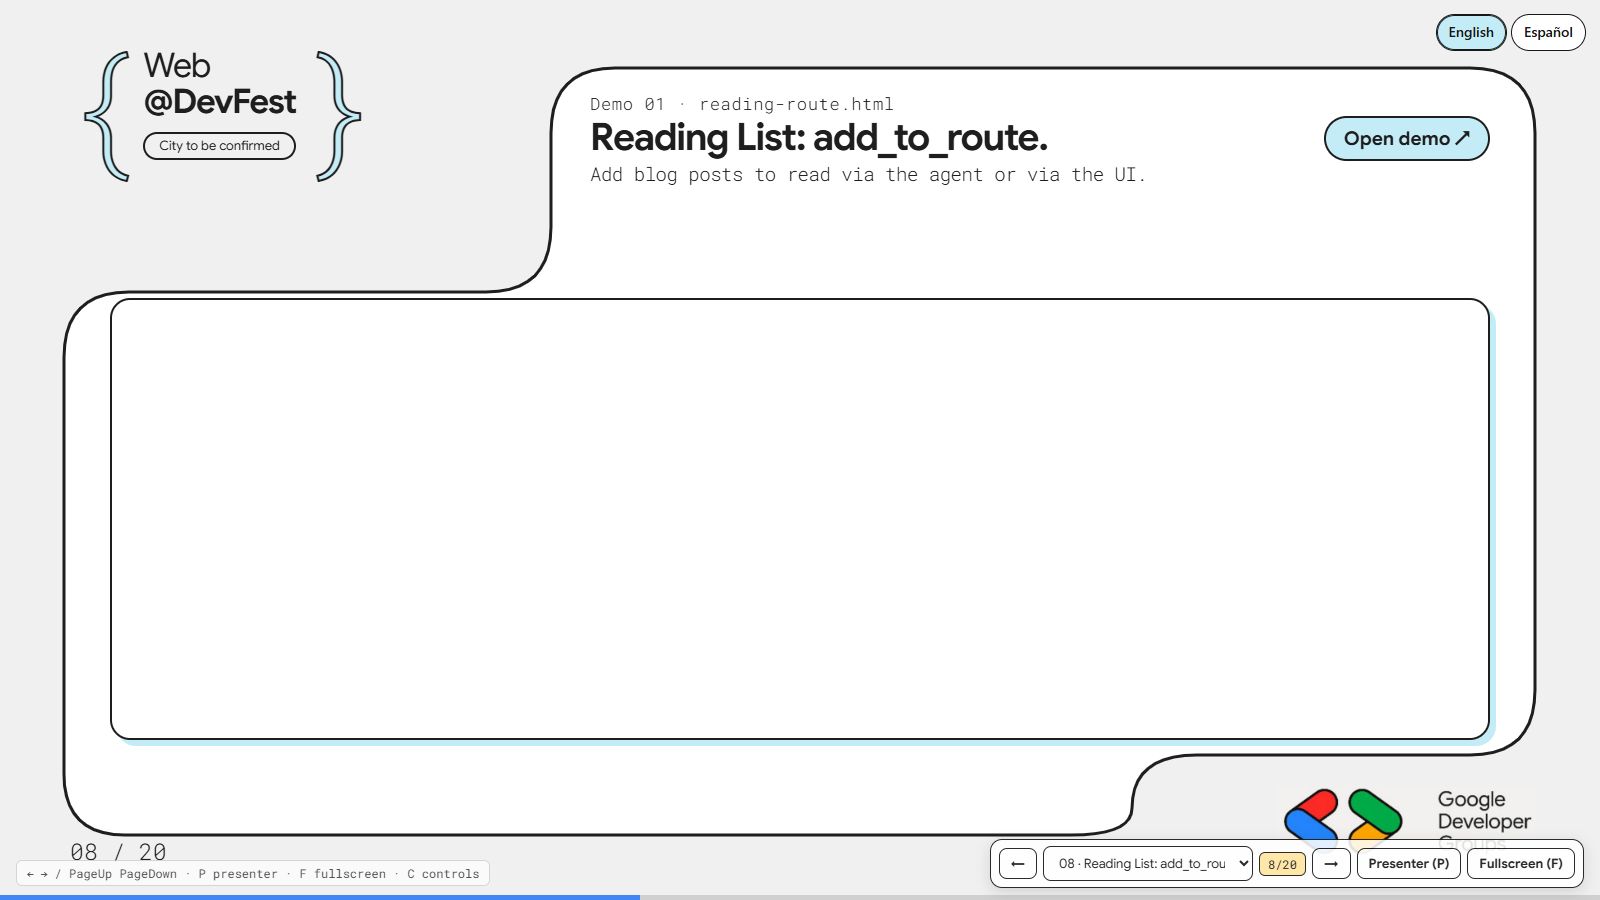 English
Español
Web
@DevFest
City to be confirmed
Demo 01 · reading-route.html
Reading List: add_to_route.
Add blog posts to read via the agent or via the UI.
Open demo ↗
Google
Developer
Groups
08 / 20
← → / PageUp PageDown · P presenter · F fullscreen · C controls
←
08 · Reading List: add_to_rou
8/20
→
Presenter (P)
Fullscreen (F)